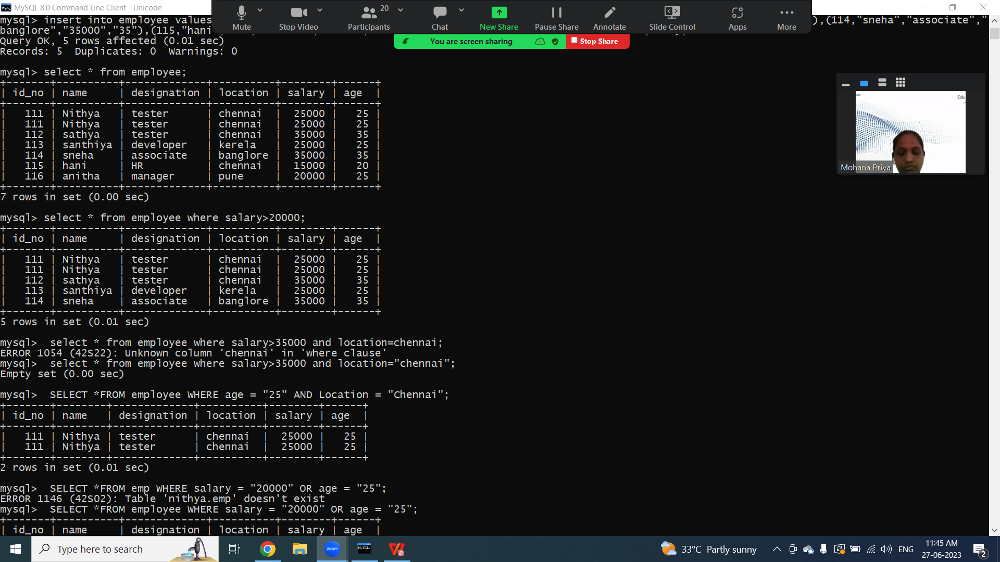 MySQL 8.0 Command Line Client - Unicode
Mute
Stop Video
20
Participants
Chat
New Share
Pause Share
Annotate
Slide Control
Apps
More
You are screen sharing
Stop Share
Mohana Priya
Edu
mysql> insert into employee values
),(114,"sneha","associate","
banglore","35000","35"),(115,"hani
Query OK, 5 rows affected (0.01 sec)
Records: 5  Duplicates: 0  Warnings: 0
mysql> select * from employee;
+-------+----------+-------------+----------+--------+------+
| id_no | name     | designation | location | salary | age  |
+-------+----------+-------------+----------+--------+------+
|   111 | Nithya   | tester      | chennai  |  25000 |   25 |
|   111 | Nithya   | tester      | chennai  |  25000 |   25 |
|   112 | sathya   | tester      | chennai  |  35000 |   35 |
|   113 | santhiya | developer   | kerela   |  25000 |   25 |
|   114 | sneha    | associate   | banglore |  35000 |   35 |
|   115 | hani     | HR          | chennai  |  15000 |   20 |
|   116 | anitha   | manager     | pune     |  20000 |   25 |
+-------+----------+-------------+----------+--------+------+
7 rows in set (0.00 sec)
mysql> select * from employee where salary>20000;
+-------+----------+-------------+----------+--------+------+
| id_no | name     | designation | location | salary | age  |
+-------+----------+-------------+----------+--------+------+
|   111 | Nithya   | tester      | chennai  |  25000 |   25 |
|   111 | Nithya   | tester      | chennai  |  25000 |   25 |
|   112 | sathya   | tester      | chennai  |  35000 |   35 |
|   113 | santhiya | developer   | kerela   |  25000 |   25 |
|   114 | sneha    | associate   | banglore |  35000 |   35 |
+-------+----------+-------------+----------+--------+------+
5 rows in set (0.01 sec)
mysql>  select * from employee where salary>35000 and location=chennai;
ERROR 1054 (42S22): Unknown column 'chennai' in 'where clause'
mysql>  select * from employee where salary>35000 and location="chennai";
Empty set (0.00 sec)
mysql>  SELECT *FROM employee WHERE age = "25" AND Location = "Chennai";
+-------+--------+-------------+----------+--------+------+
| id_no | name   | designation | location | salary | age  |
+-------+--------+-------------+----------+--------+------+
|   111 | Nithya | tester      | chennai  |  25000 |   25 |
|   111 | Nithya | tester      | chennai  |  25000 |   25 |
+-------+--------+-------------+----------+--------+------+
2 rows in set (0.01 sec)
mysql>  SELECT *FROM emp WHERE salary = "20000" OR age = "25";
ERROR 1146 (42S02): Table 'nithya.emp' doesn't exist
mysql>  SELECT *FROM employee WHERE salary = "20000" OR age = "25";
+-------+----------+-------------+----------+--------+------+
| id_no | name     | designation | location | salary | age  |
Type here to search
zoom
MySQL
33°C  Partly sunny
ENG
11:45 AM
27-06-2023
2